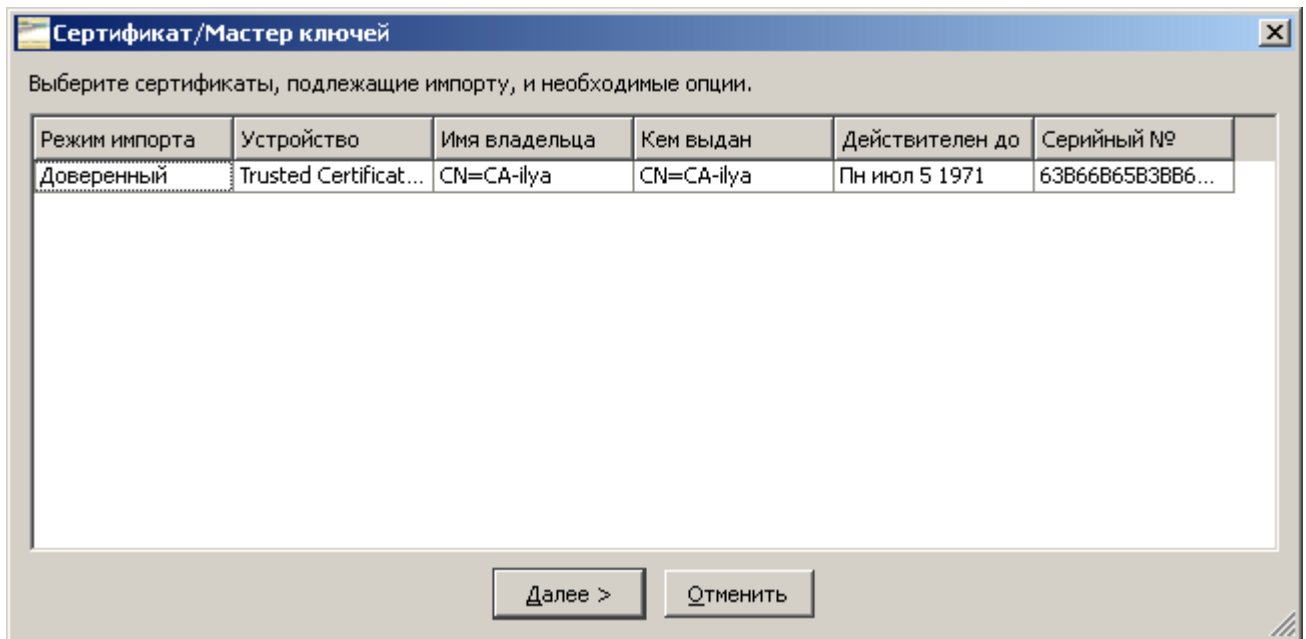 Сертификат/Мастер ключей
Выберите сертификаты, подлежащие импорту, и необходимые опции.
Режим импорта Устройство Имя владельца Кем выдан Действителен до Серийный №
Доверенный Trusted Certificat... CN=CA-ilya CN=CA-ilya Пн июл 5 1971 63B66B65B3BB6...
Далее > Отменить